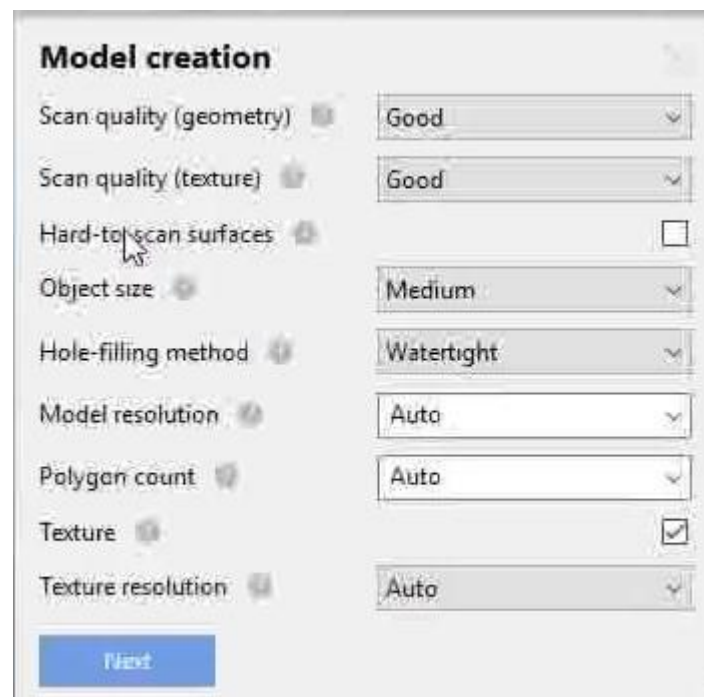 Model creation
Scan quality (geometry) Good
Scan quality (texture) Good
Hard-to-scan surfaces
Object size Medium
Hole-filling method Watertight
Model resolution Auto
Polygon count Auto
Texture
Texture resolution Auto
Next